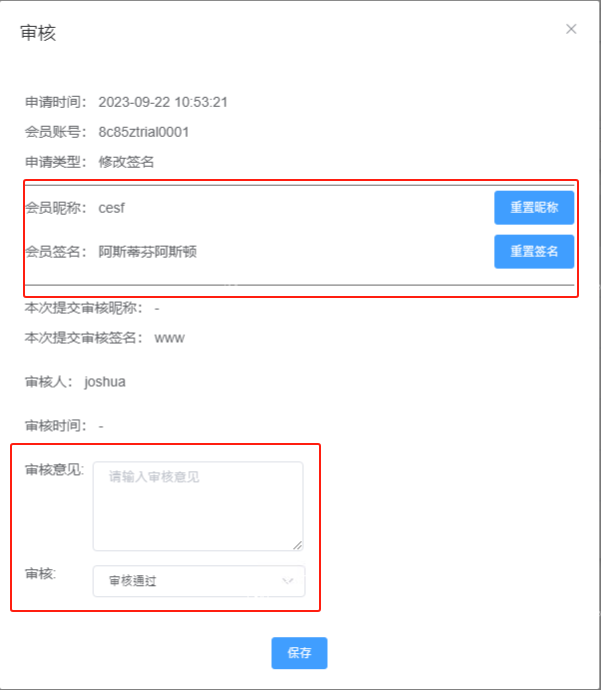 审核
申请时间： 2023-09-22 10:53:21
会员账号： 8c85ztrial0001
申请类型： 修改签名
会员昵称： cesf 重置昵称
会员签名： 阿斯蒂芬阿斯顿 重置签名
本次提交审核昵称： -
本次提交审核签名： www
审核人： joshua
审核时间： -
审核意见: 请输入审核意见
审核: 审核通过
保存